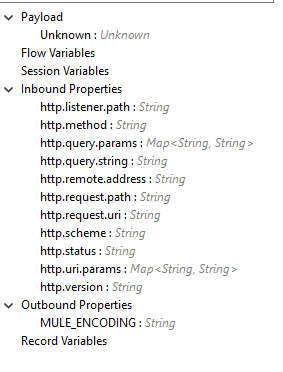 Payload
Unknown : Unknown
Flow Variables
Session Variables
Inbound Properties
http.listener.path : String
http.method : String
http.query.params : Map<String, String>
http.query.string : String
http.remote.address : String
http.request.path : String
http.request.uri : String
http.scheme : String
http.status : String
http.uri.params : Map<String, String>
http.version : String
Outbound Properties
MULE_ENCODING : String
Record Variables